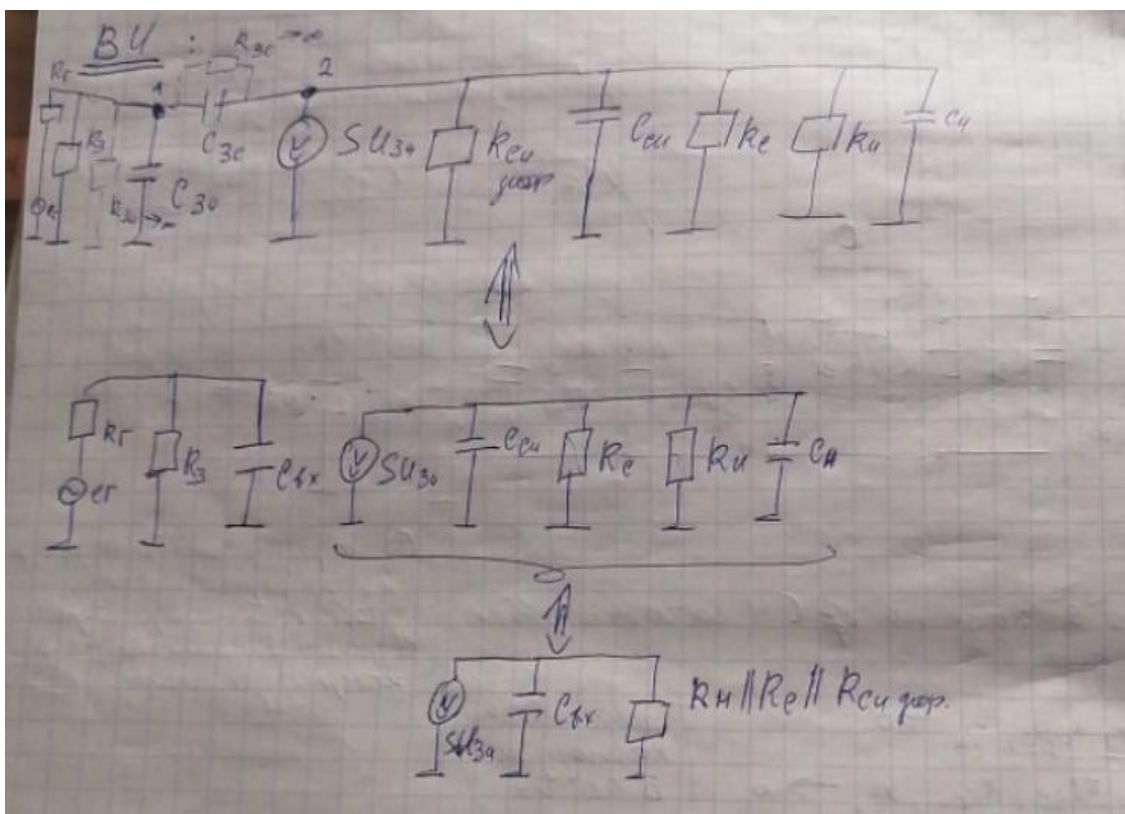 ВЧ :
Rзс → ∞
Rг
1
2
Rз
Cзс
SUзи
Rси
диф
Cси
Rс
Rн
Cн
Rзи → ∞
Cзи
eг
Rг
Rз
Cвх
eг
SUзи
Cси
Rс
Rн
Cн
SUзи
Cвх
Rн || Rс || Rси диф.